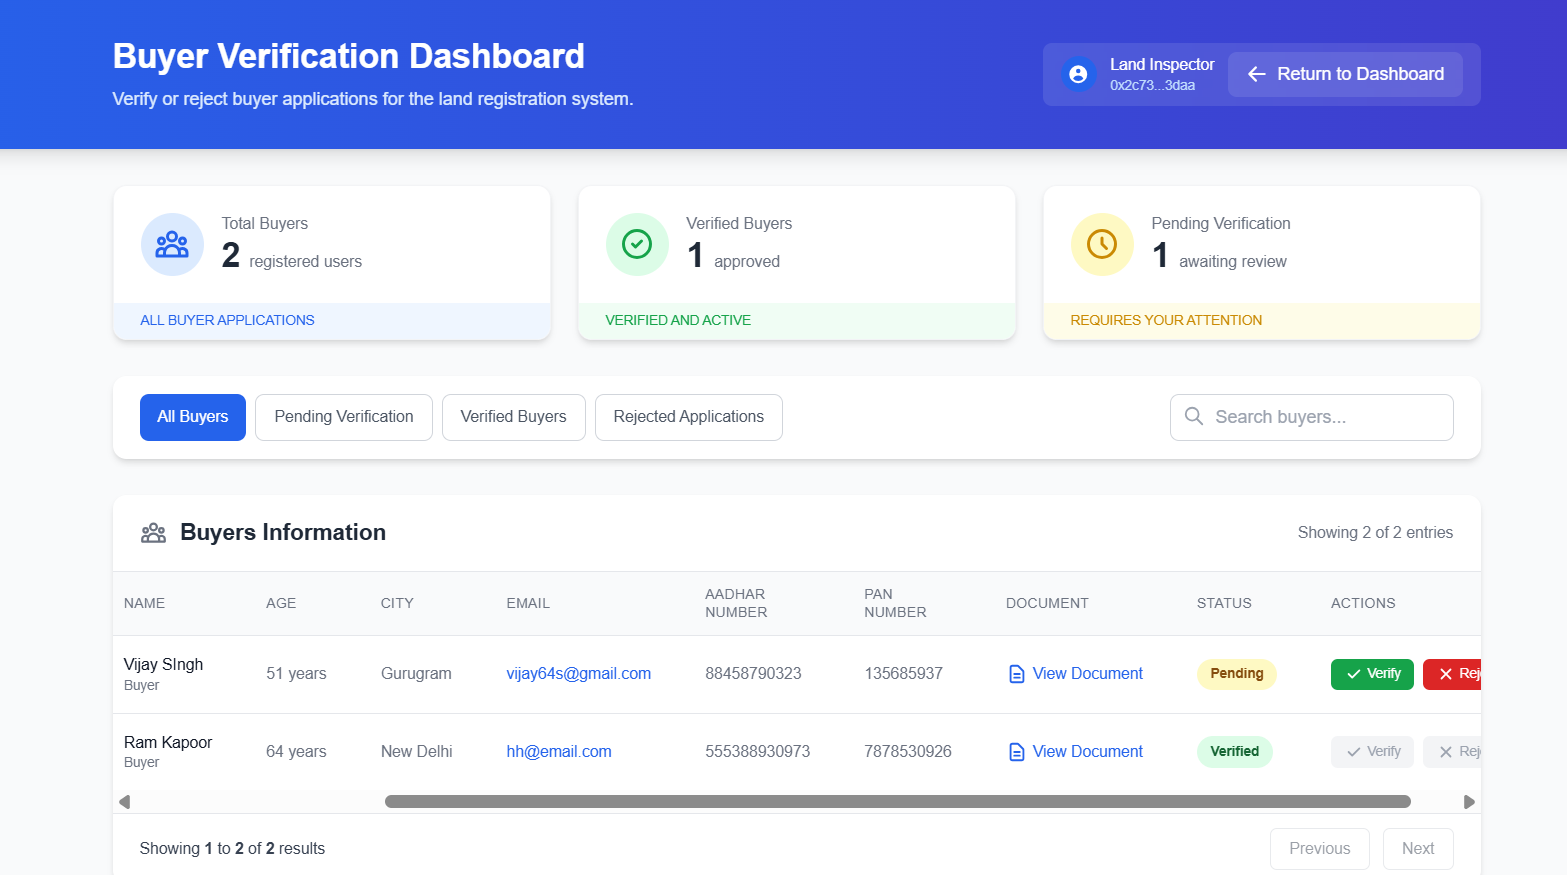 Buyer Verification Dashboard
Verify or reject buyer applications for the land registration system.
Land Inspector
0x2c73...3daa
Return to Dashboard
Total Buyers
2 registered users
ALL BUYER APPLICATIONS
Verified Buyers
1 approved
VERIFIED AND ACTIVE
Pending Verification
1 awaiting review
REQUIRES YOUR ATTENTION
All Buyers
Pending Verification
Verified Buyers
Rejected Applications
Search buyers...
Buyers Information
Showing 2 of 2 entries
NAME AGE CITY EMAIL AADHAR NUMBER PAN NUMBER DOCUMENT STATUS ACTIONS
Vijay SIngh
Buyer
51 years Gurugram vijay64s@gmail.com 88458790323 135685937 View Document Pending Verify Rej
Ram Kapoor
Buyer
64 years New Delhi hh@email.com 555388930973 7878530926 View Document Verified Verify Rej
Showing 1 to 2 of 2 results
Previous
Next